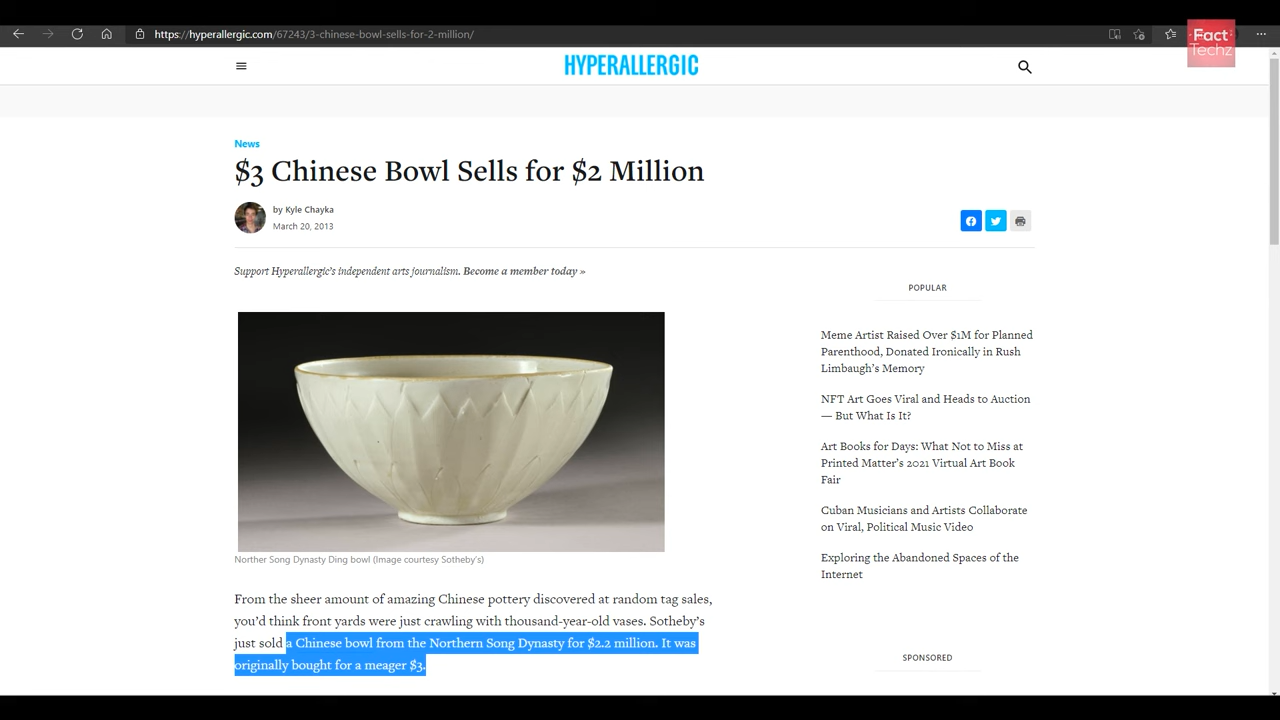 https://hyperallergic.com/67243/3-chinese-bowl-sells-for-2-million/
Fact
Techz
HYPERALLERGIC
News
$3 Chinese Bowl Sells for $2 Million
by Kyle Chayka
March 20, 2013
Support Hyperallergic's independent arts journalism. Become a member today »
Norther Song Dynasty Ding bowl (Image courtesy Sotheby's)
From the sheer amount of amazing Chinese pottery discovered at random tag sales,
you'd think front yards were just crawling with thousand-year-old vases. Sotheby's
just sold a Chinese bowl from the Northern Song Dynasty for $2.2 million. It was
originally bought for a meager $3.
POPULAR
Meme Artist Raised Over $1M for Planned
Parenthood, Donated Ironically in Rush
Limbaugh's Memory
NFT Art Goes Viral and Heads to Auction
— But What Is It?
Art Books for Days: What Not to Miss at
Printed Matter's 2021 Virtual Art Book
Fair
Cuban Musicians and Artists Collaborate
on Viral, Political Music Video
Exploring the Abandoned Spaces of the
Internet
SPONSORED